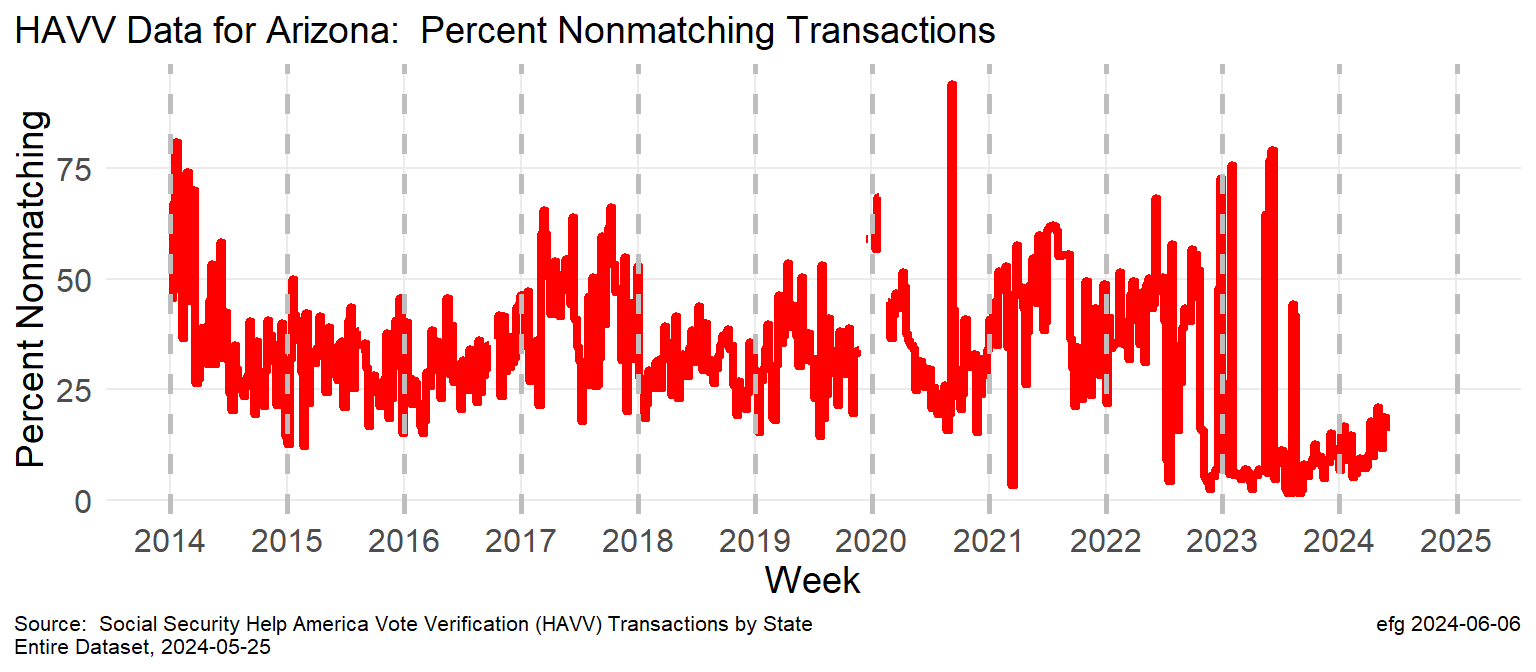 HAVV Data for Arizona:  Percent Nonmatching Transactions
Percent Nonmatching
75
50
25
0
2014 2015 2016 2017 2018 2019 2020 2021 2022 2023 2024 2025
Week
Source:  Social Security Help America Vote Verification (HAVV) Transactions by State
Entire Dataset, 2024-05-25
efg 2024-06-06